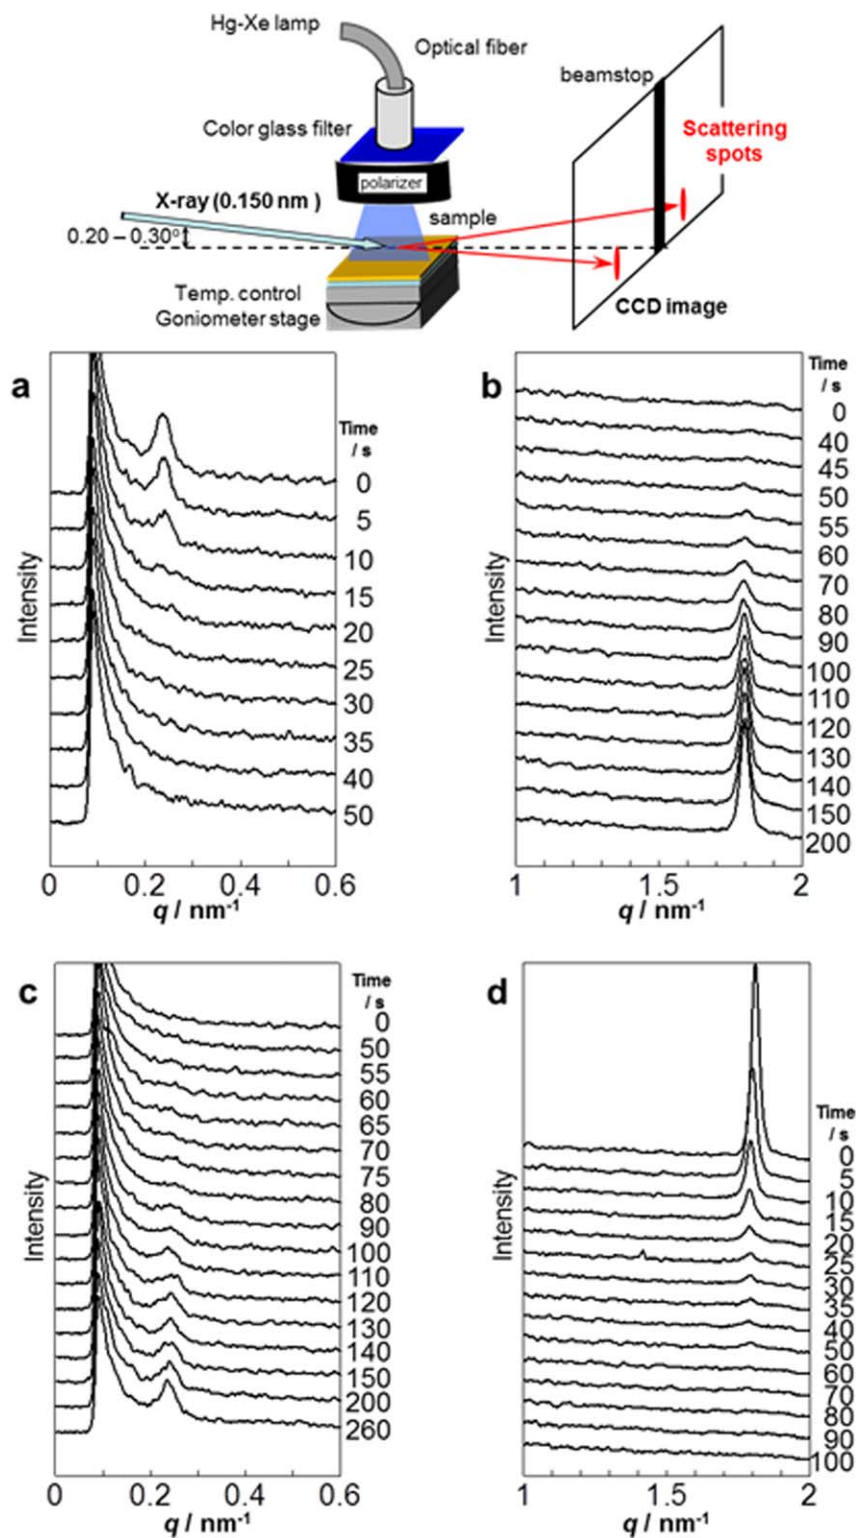 Hg-Xe lamp
Optical fiber
beamstop
Color glass filter
Scattering
spots
polarizer
X-ray (0.150 nm )
sample
0.20 – 0.30°
Temp. control
Goniometer stage
CCD image
a
Time
/ s
0
5
10
15
20
25
30
35
40
50
Intensity
0 0.2 0.4 0.6
q / nm-1
b
Time
/ s
0
40
45
50
55
60
70
80
90
100
110
120
130
140
150
200
Intensity
1 1.5 2
q / nm-1
c
Time
/ s
0
50
55
60
65
70
75
80
90
100
110
120
130
140
150
200
260
Intensity
0 0.2 0.4 0.6
q / nm-1
d
Time
/ s
0
5
10
15
20
25
30
35
40
50
60
70
80
90
100
Intensity
1 1.5 2
q / nm-1